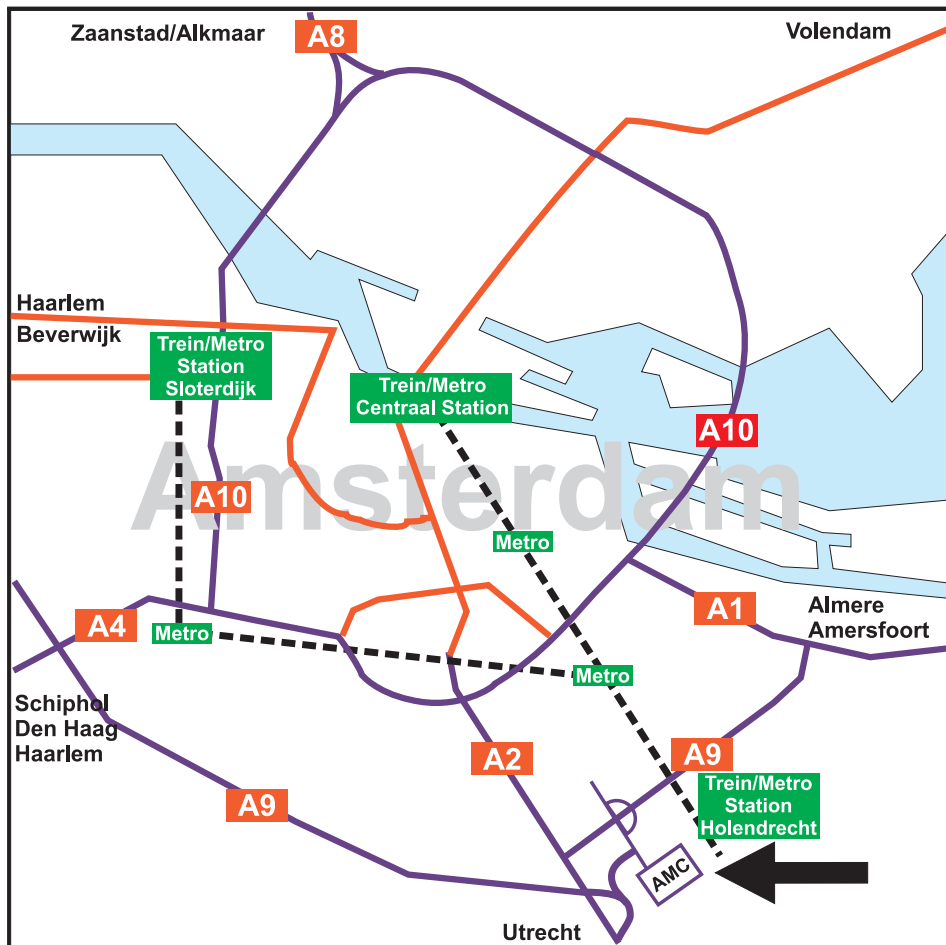 Zaanstad/Alkmaar
A8
Volendam
Haarlem
Beverwijk
Trein/Metro
Station
Sloterdijk
Trein/Metro
Centraal Station
A10
Amsterdam
A10
Metro
A4
Metro
A1
Almere
Amersfoort
Metro
Schiphol
Den Haag
Haarlem
A2
A9
A9
Trein/Metro
Station
Holendrecht
AMC
Utrecht